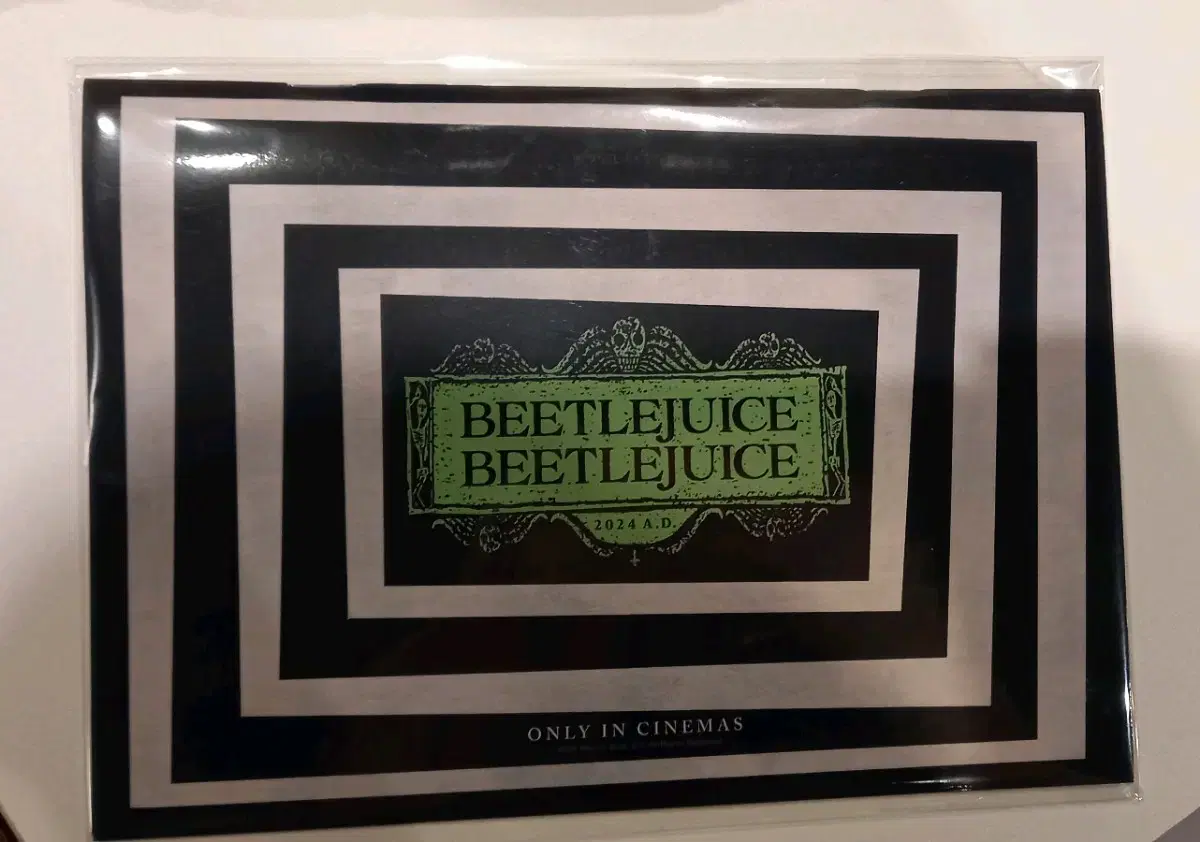 BEETLEJUICE
BEETLEJUICE
2024 A.D.
ONLY IN CINEMAS